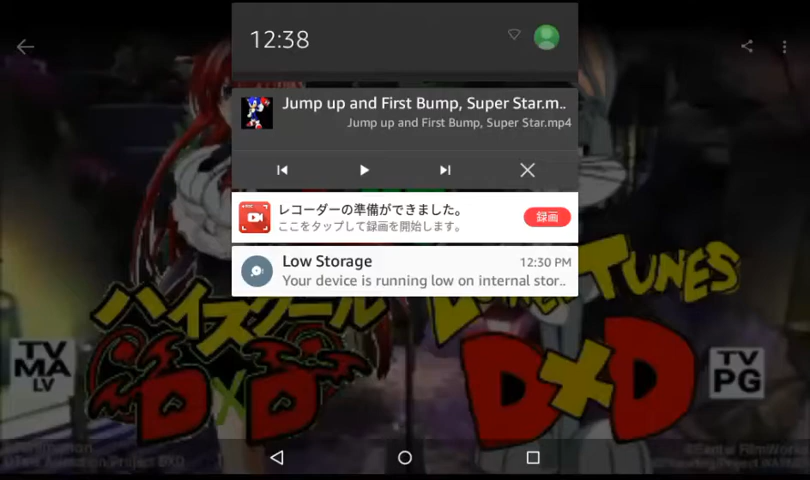 12:38
Jump up and First Bump, Super Star.m..
Jump up and First Bump, Super Star.mp4
レコーダーの準備ができました。
ここをタップして録画を開始します。
録画
Low Storage
12:30 PM
Your device is running low on internal stor..
ハイスクール
D×D
TV
MA
LV
LOONEY TUNES
D×D
TV
PG